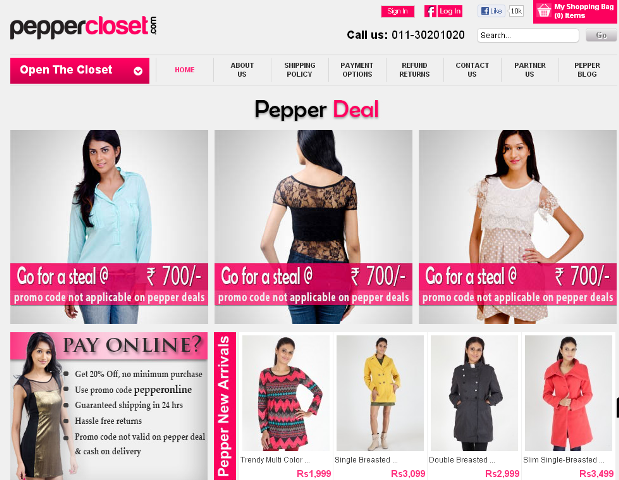 peppercloset.com
Sign In
Log In
Like
10k
My Shopping Bag
(0) Items
Call us: 011-30201020
Search...
Go
Open The Closet
HOME
ABOUT US
SHIPPING POLICY
PAYMENT OPTIONS
REFUND RETURNS
CONTACT US
PARTNER US
PEPPER BLOG
Pepper Deal
Go for a steal @ ₹ 700/-
promo code not applicable on pepper deals
Go for a steal @ ₹ 700/-
promo code not applicable on pepper deals
Go for a steal @ ₹ 700/-
promo code not applicable on pepper deals
PAY ONLINE?
Get 20% Off, no minimum purchase
Use promo code pepperonline
Guaranteed shipping in 24 hrs
Hassle free returns
Promo code not valid on pepper deal
& cash on delivery
Pepper New Arrivals
Trendy Multi Color ...
Rs1,999
Single Breasted ...
Rs3,099
Double Breasted ...
Rs2,999
Slim Single-Breasted ...
Rs3,499